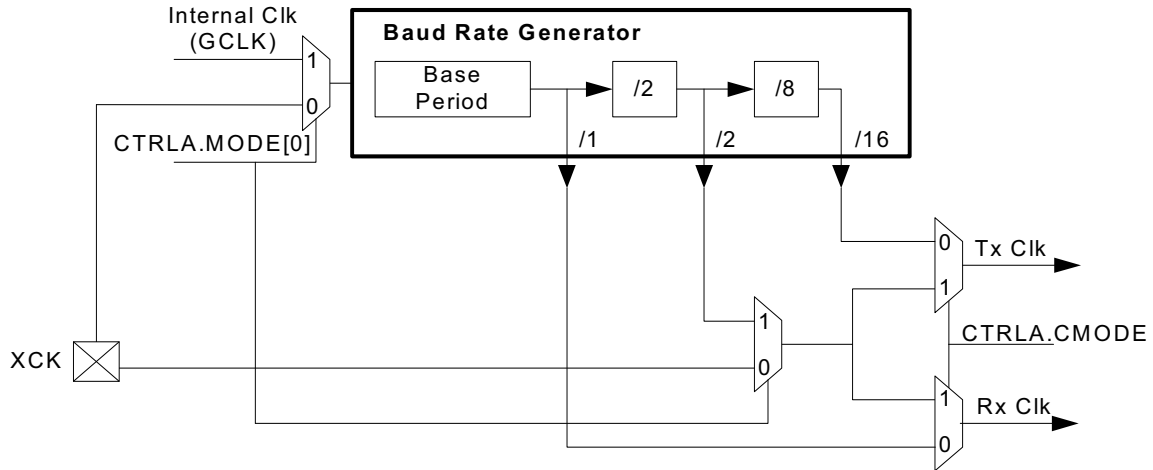 Internal Clk
(GCLK)
Baud Rate Generator
1
Base
Period
/2
/8
0
CTRLA.MODE[0]
/1
/2
/16
0
Tx Clk
1
1
CTRLA.CMODE
XCK
0
1
Rx Clk
0